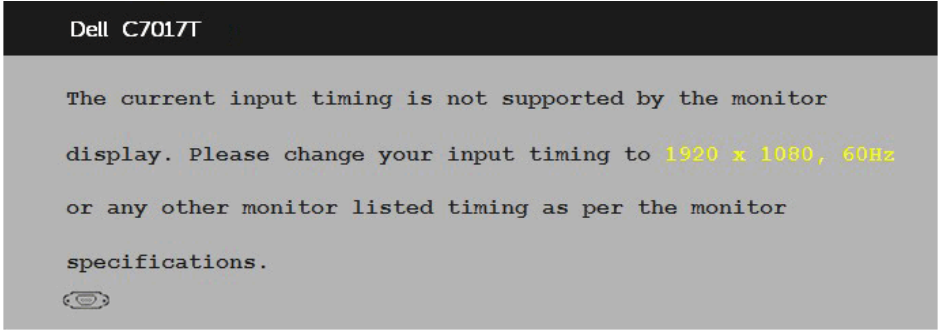 Dell C7017T
The current input timing is not supported by the monitor
display. Please change your input timing to 1920 x 1080, 60Hz
or any other monitor listed timing as per the monitor
specifications.